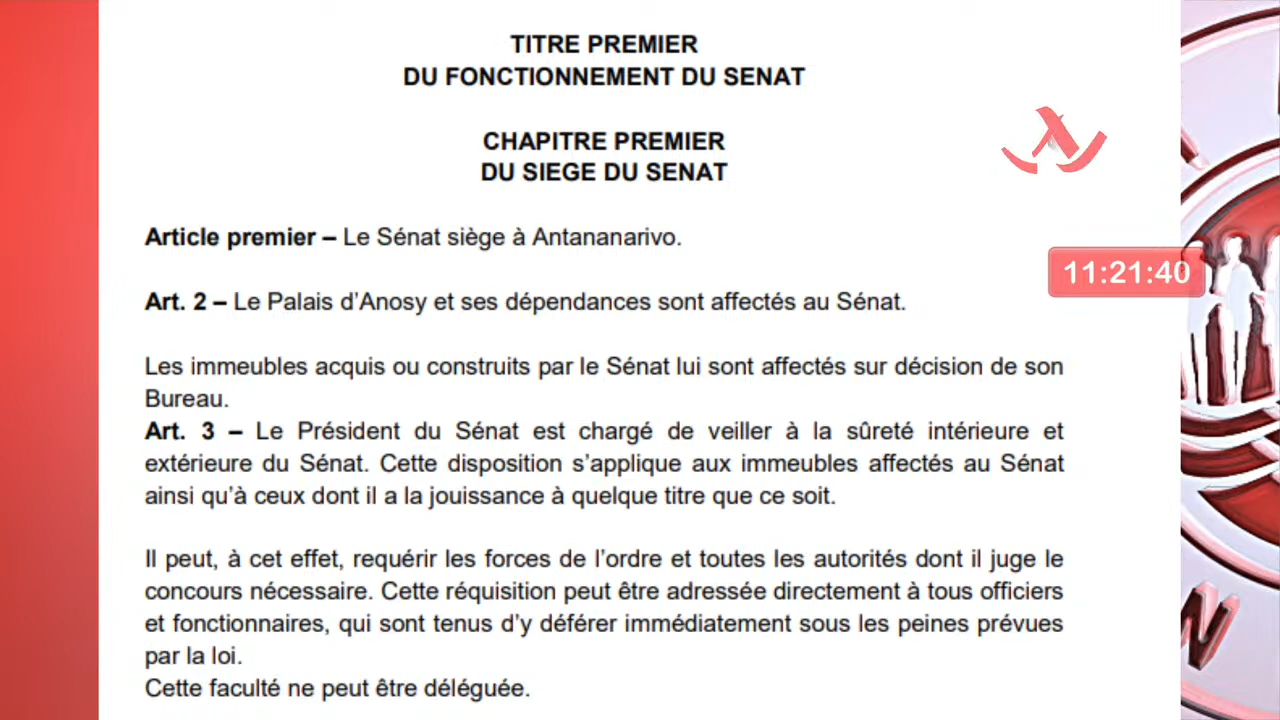 TITRE PREMIER
DU FONCTIONNEMENT DU SENAT
CHAPITRE PREMIER
DU SIEGE DU SENAT
Article premier – Le Sénat siège à Antananarivo.
11:21:40
Art. 2 – Le Palais d’Anosy et ses dépendances sont affectés au Sénat.
Les immeubles acquis ou construits par le Sénat lui sont affectés sur décision de son
Bureau.
Art. 3 – Le Président du Sénat est chargé de veiller à la sûreté intérieure et
extérieure du Sénat. Cette disposition s’applique aux immeubles affectés au Sénat
ainsi qu’à ceux dont il a la jouissance à quelque titre que ce soit.
Il peut, à cet effet, requérir les forces de l’ordre et toutes les autorités dont il juge le
concours nécessaire. Cette réquisition peut être adressée directement à tous officiers
et fonctionnaires, qui sont tenus d’y déférer immédiatement sous les peines prévues
par la loi.
Cette faculté ne peut être déléguée.
N